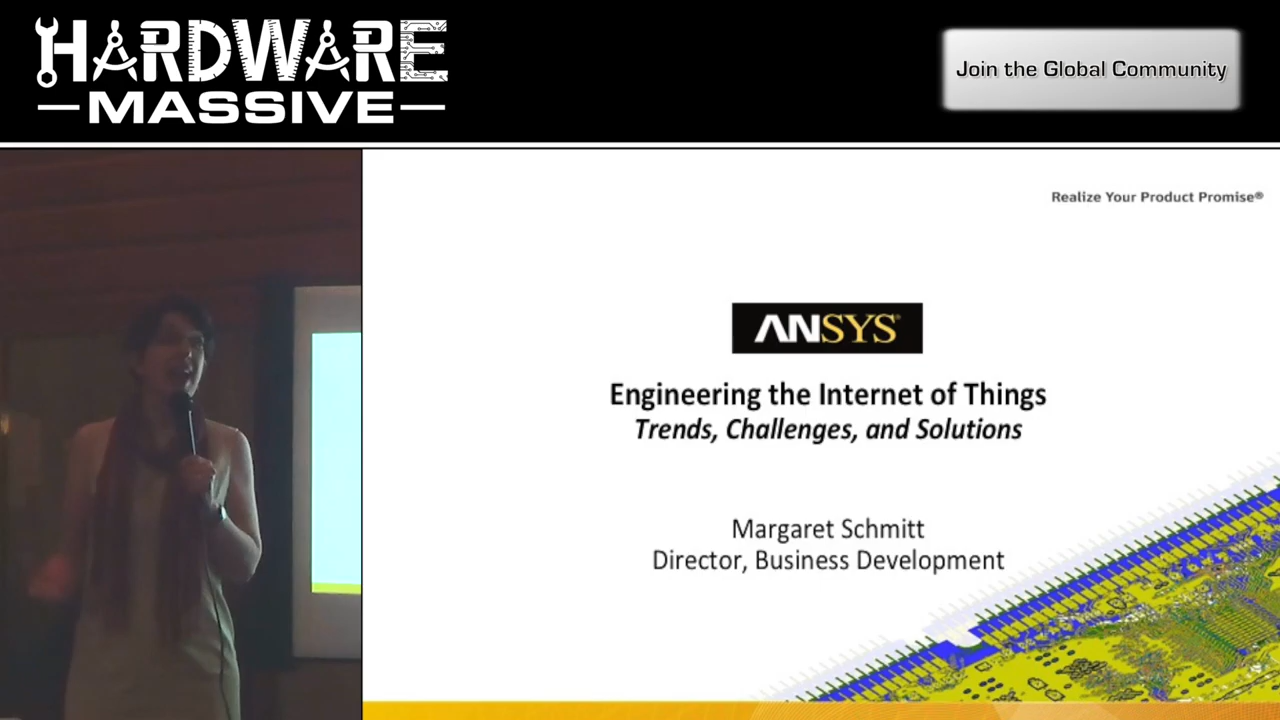 HARDWARE
MASSIVE
Join the Global Community
Realize Your Product Promise®
ANSYS®
Engineering the Internet of Things
Trends, Challenges, and Solutions
Margaret Schmitt
Director, Business Development